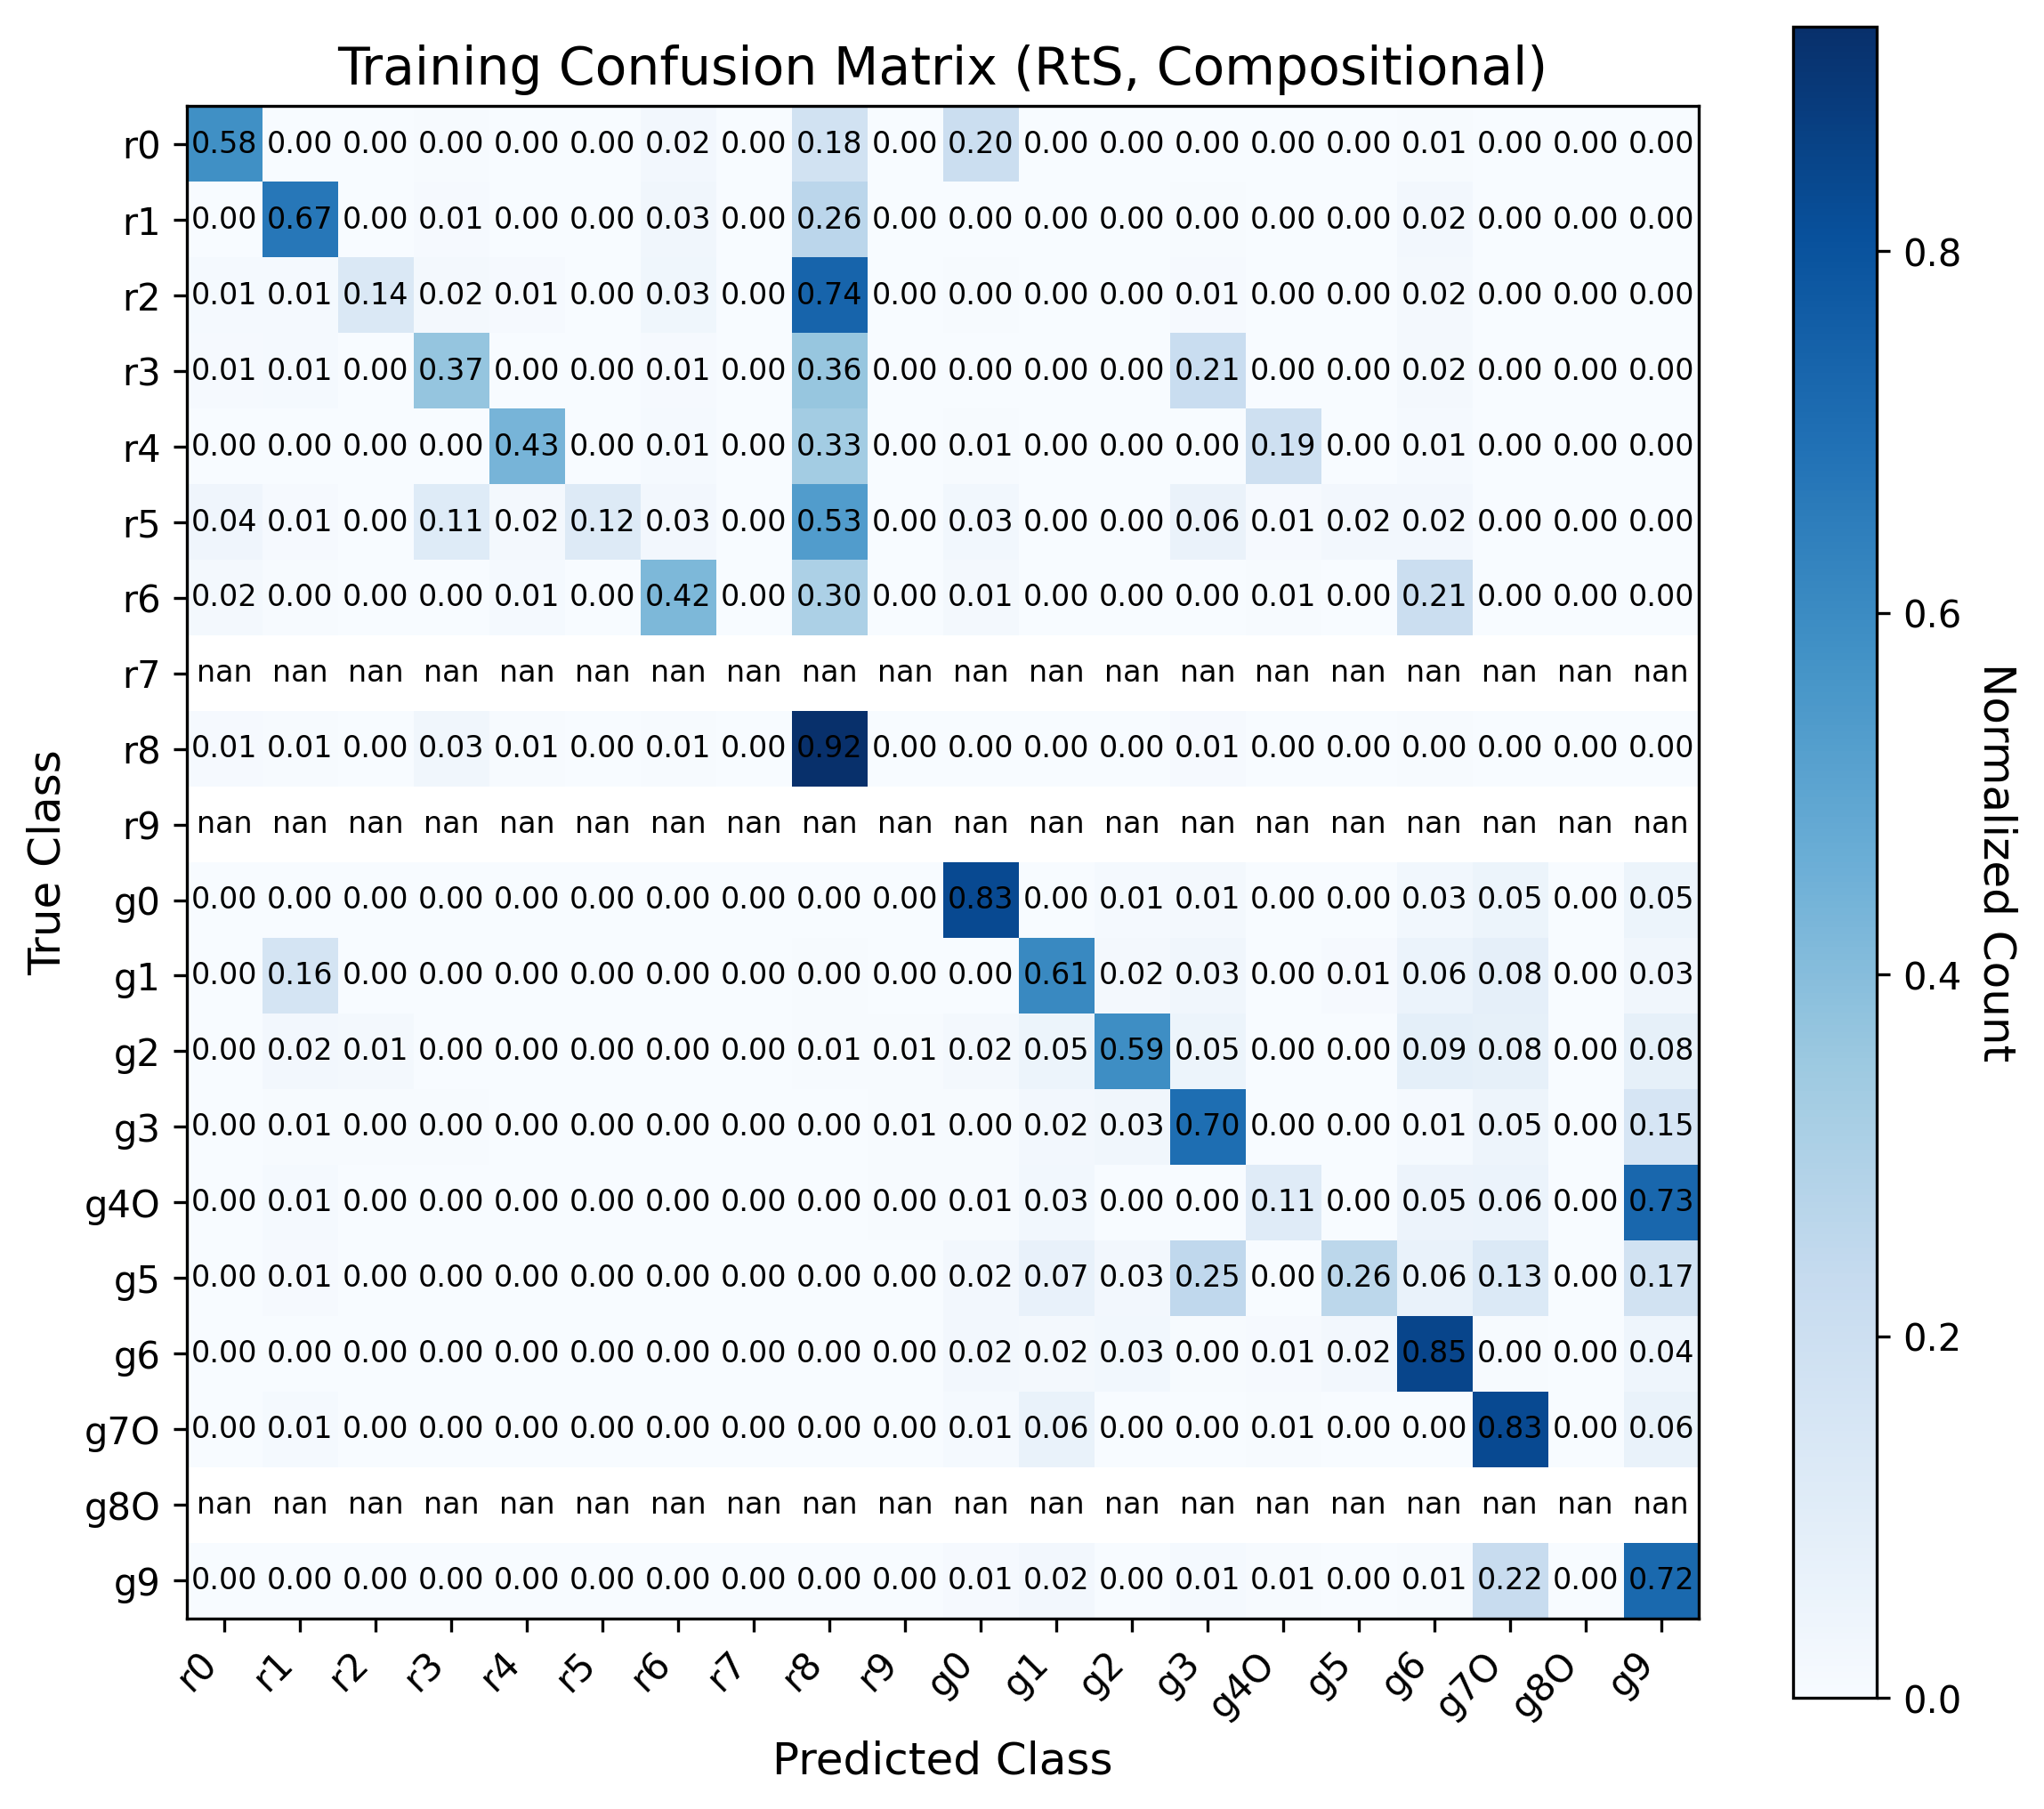 Training Confusion Matrix (RtS, Compositional)
r0 0.58 0.00 0.00 0.00 0.00 0.00 0.02 0.00 0.18 0.00 0.20 0.00 0.00 0.00 0.00 0.00 0.01 0.00 0.00 0.00
r1 0.00 0.67 0.00 0.01 0.00 0.00 0.03 0.00 0.26 0.00 0.00 0.00 0.00 0.00 0.00 0.00 0.02 0.00 0.00 0.00
r2 0.01 0.01 0.14 0.02 0.01 0.00 0.03 0.00 0.74 0.00 0.00 0.00 0.00 0.01 0.00 0.00 0.02 0.00 0.00 0.00
r3 0.01 0.01 0.00 0.37 0.00 0.00 0.01 0.00 0.36 0.00 0.00 0.00 0.00 0.21 0.00 0.00 0.02 0.00 0.00 0.00
r4 0.00 0.00 0.00 0.00 0.43 0.00 0.01 0.00 0.33 0.00 0.01 0.00 0.00 0.00 0.19 0.00 0.01 0.00 0.00 0.00
r5 0.04 0.01 0.00 0.11 0.02 0.12 0.03 0.00 0.53 0.00 0.03 0.00 0.00 0.06 0.01 0.02 0.02 0.00 0.00 0.00
r6 0.02 0.00 0.00 0.00 0.01 0.00 0.42 0.00 0.30 0.00 0.01 0.00 0.00 0.00 0.01 0.00 0.21 0.00 0.00 0.00
r7 nan nan nan nan nan nan nan nan nan nan nan nan nan nan nan nan nan nan nan nan
r8 0.01 0.01 0.00 0.03 0.01 0.00 0.01 0.00 0.92 0.00 0.00 0.00 0.00 0.01 0.00 0.00 0.00 0.00 0.00 0.00
r9 nan nan nan nan nan nan nan nan nan nan nan nan nan nan nan nan nan nan nan nan
g0 0.00 0.00 0.00 0.00 0.00 0.00 0.00 0.00 0.00 0.00 0.83 0.00 0.01 0.01 0.00 0.00 0.03 0.05 0.00 0.05
g1 0.00 0.16 0.00 0.00 0.00 0.00 0.00 0.00 0.00 0.00 0.00 0.61 0.02 0.03 0.00 0.01 0.06 0.08 0.00 0.03
g2 0.00 0.02 0.01 0.00 0.00 0.00 0.00 0.00 0.01 0.01 0.02 0.05 0.59 0.05 0.00 0.00 0.09 0.08 0.00 0.08
g3 0.00 0.01 0.00 0.00 0.00 0.00 0.00 0.00 0.00 0.01 0.00 0.02 0.03 0.70 0.00 0.00 0.01 0.05 0.00 0.15
g4O 0.00 0.01 0.00 0.00 0.00 0.00 0.00 0.00 0.00 0.00 0.01 0.03 0.00 0.00 0.11 0.00 0.05 0.06 0.00 0.73
g5 0.00 0.01 0.00 0.00 0.00 0.00 0.00 0.00 0.00 0.00 0.02 0.07 0.03 0.25 0.00 0.26 0.06 0.13 0.00 0.17
g6 0.00 0.00 0.00 0.00 0.00 0.00 0.00 0.00 0.00 0.00 0.02 0.02 0.03 0.00 0.01 0.02 0.85 0.00 0.00 0.04
g7O 0.00 0.01 0.00 0.00 0.00 0.00 0.00 0.00 0.00 0.00 0.01 0.06 0.00 0.00 0.01 0.00 0.00 0.83 0.00 0.06
g8O nan nan nan nan nan nan nan nan nan nan nan nan nan nan nan nan nan nan nan nan
g9 0.00 0.00 0.00 0.00 0.00 0.00 0.00 0.00 0.00 0.00 0.01 0.02 0.00 0.01 0.01 0.00 0.01 0.22 0.00 0.72
r0 r1 r2 r3 r4 r5 r6 r7 r8 r9 g0 g1 g2 g3 g4O g5 g6 g7O g8O g9
Predicted Class
True Class
0.8
0.6
0.4
0.2
0.0
Normalized Count